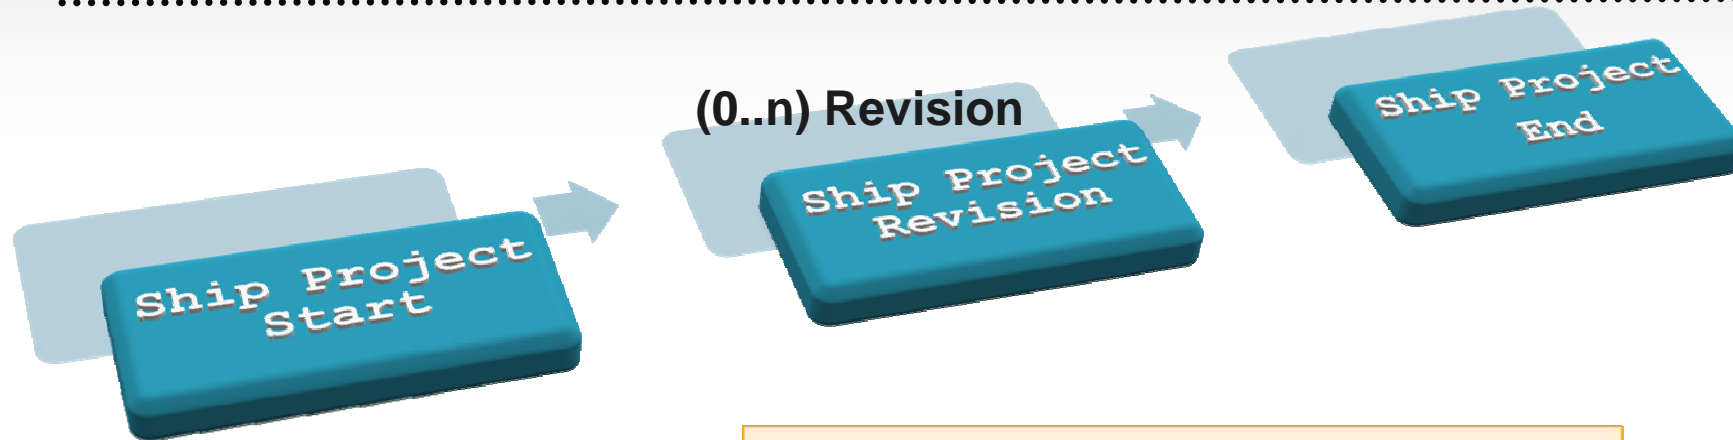 Ship Project
Start
(0..n) Revision
Ship Project
Revision
Ship Project
End